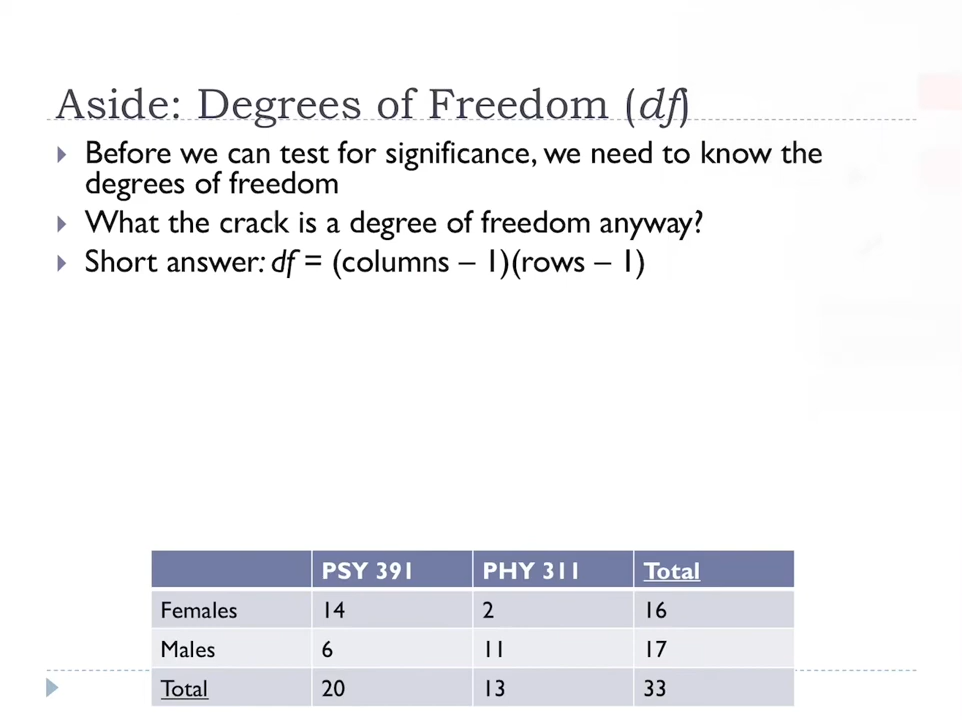 Aside: Degrees of Freedom (df)
Before we can test for significance, we need to know the
degrees of freedom
What the crack is a degree of freedom anyway?
Short answer: df = (columns – 1)(rows – 1)
PSY 391 PHY 311 Total
Females 14 2 16
Males 6 11 17
Total 20 13 33